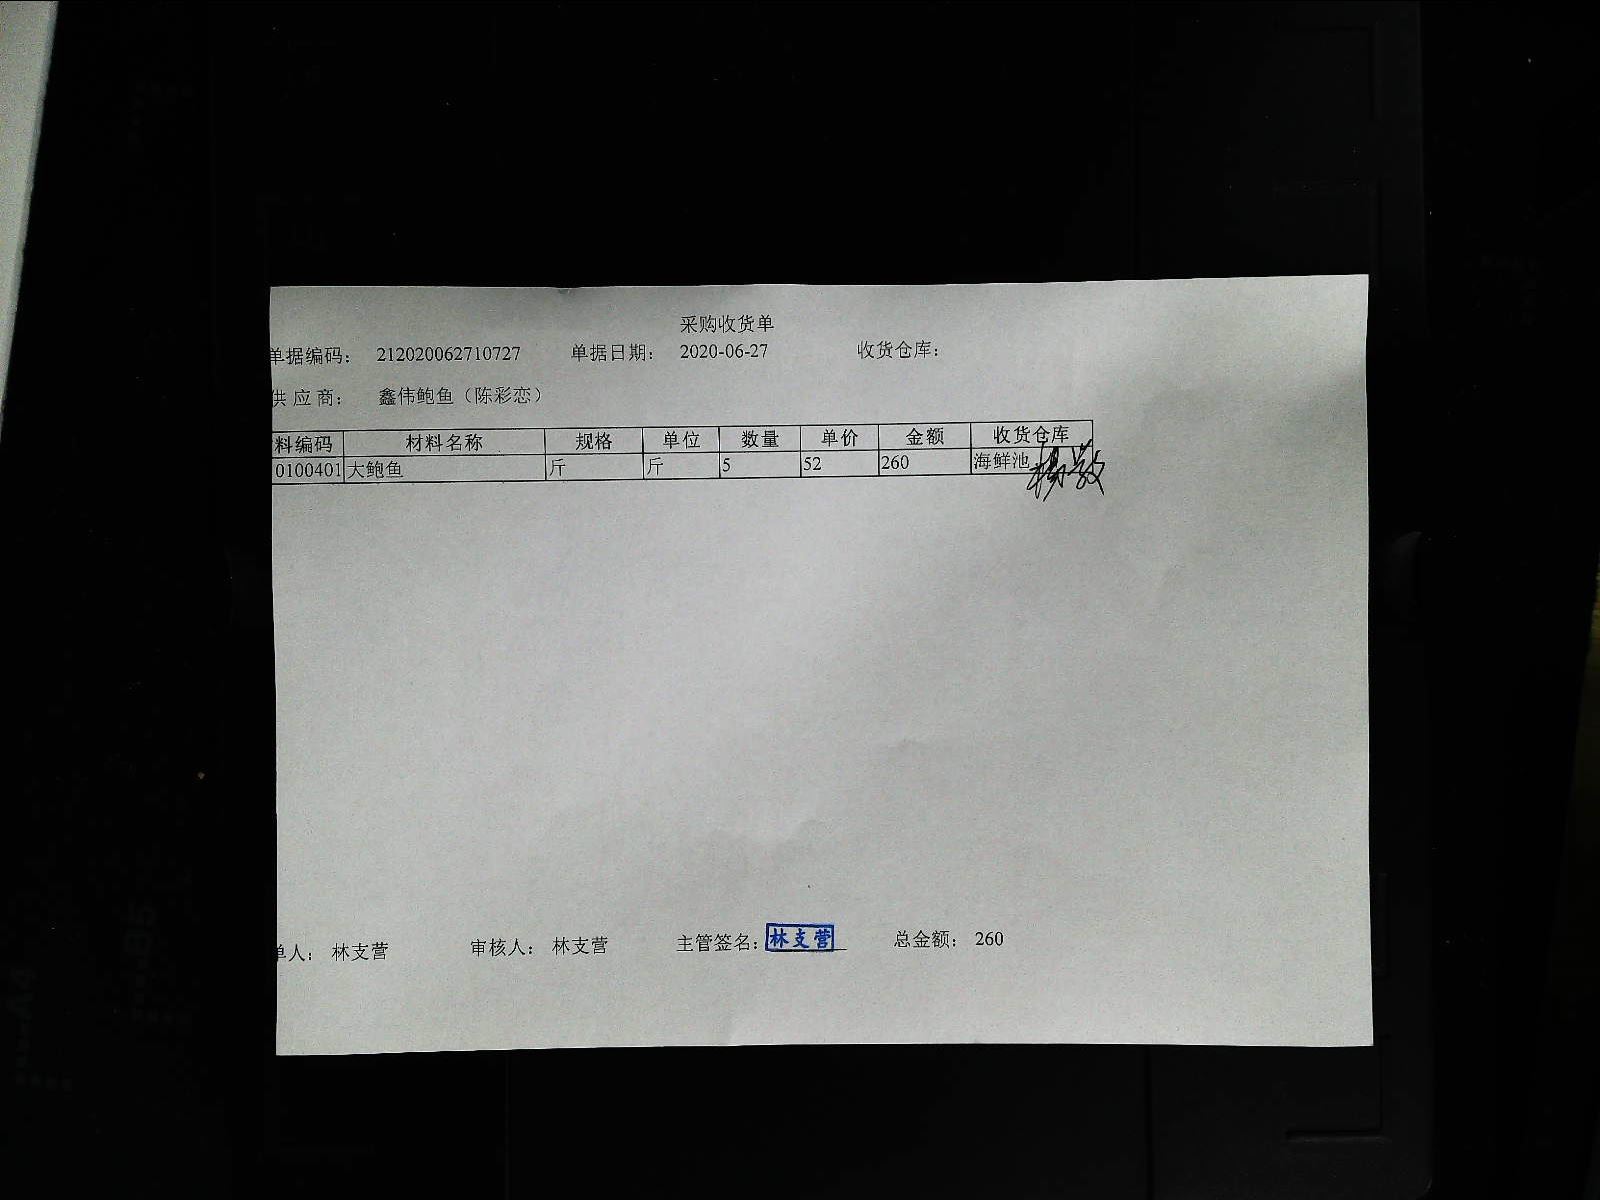 采购收货单
单据编码： 212020062710727 单据日期： 2020-06-27 收货仓库：
供应商： 鑫伟鲍鱼（陈彩恋）
料编码 材料名称 规格 单位 数量 单价 金额 收货仓库
0100401 大鲍鱼 斤 斤 5 52 260 海鲜池
单人： 林支营 审核人： 林支营 主管签名： 林支营 总金额： 260